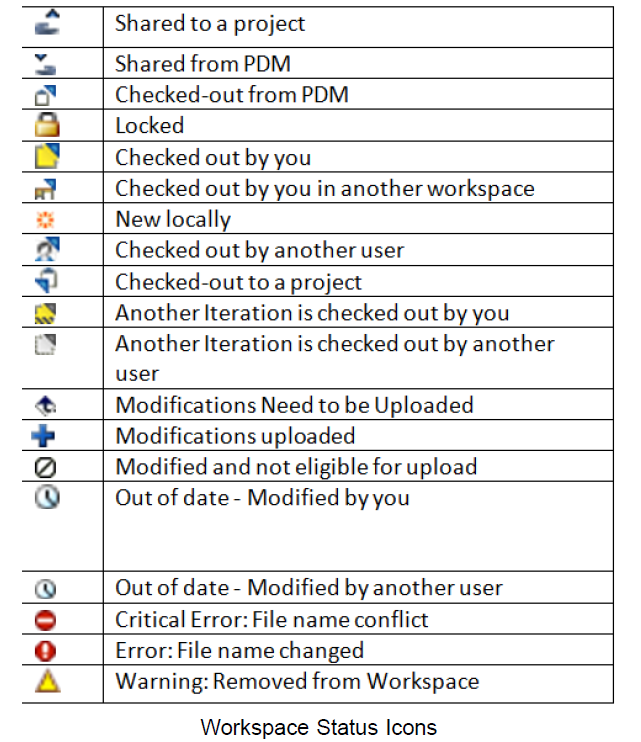 Shared to a project
Shared from PDM
Checked-out from PDM
Locked
Checked out by you
Checked out by you in another workspace
New locally
Checked out by another user
Checked-out to a project
Another Iteration is checked out by you
Another Iteration is checked out by another
user
Modifications Need to be Uploaded
Modifications uploaded
Modified and not eligible for upload
Out of date - Modified by you
Out of date - Modified by another user
Critical Error: File name conflict
Error: File name changed
Warning: Removed from Workspace
Workspace Status Icons